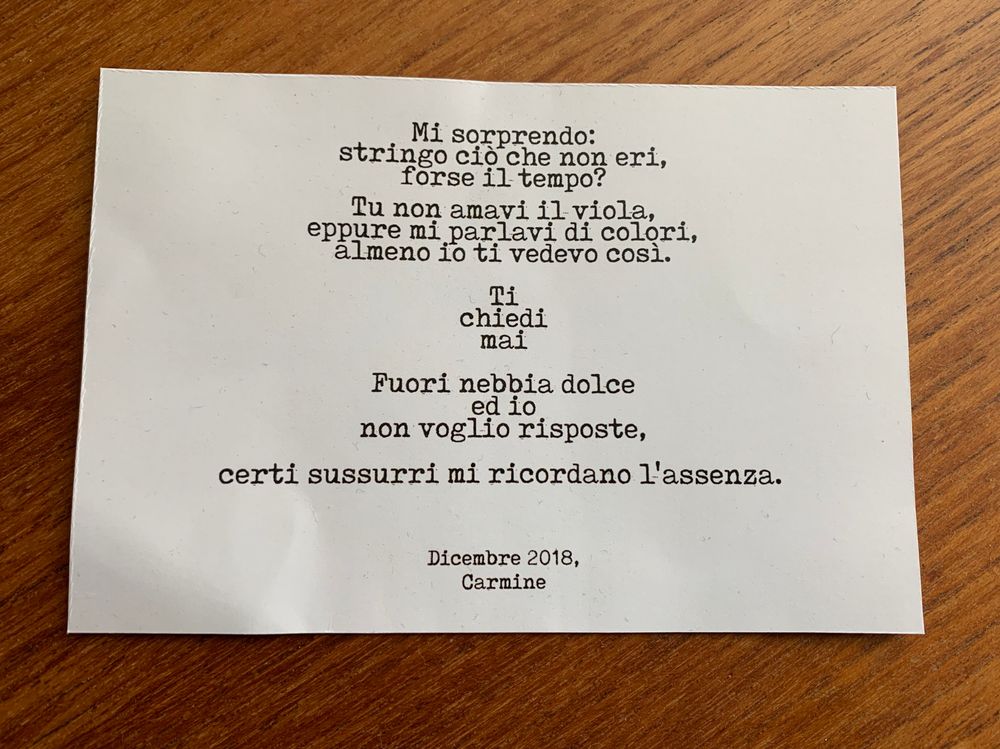 Mi sorprendo:
stringo ciò che non eri,
forse il tempo?
Tu non amavi il viola,
eppure mi parlavi di colori,
almeno io ti vedevo così.
Ti
chiedi
mai
Fuori nebbia dolce
ed io
non voglio risposte,
certi sussurri mi ricordano l'assenza.
Dicembre 2018,
Carmine